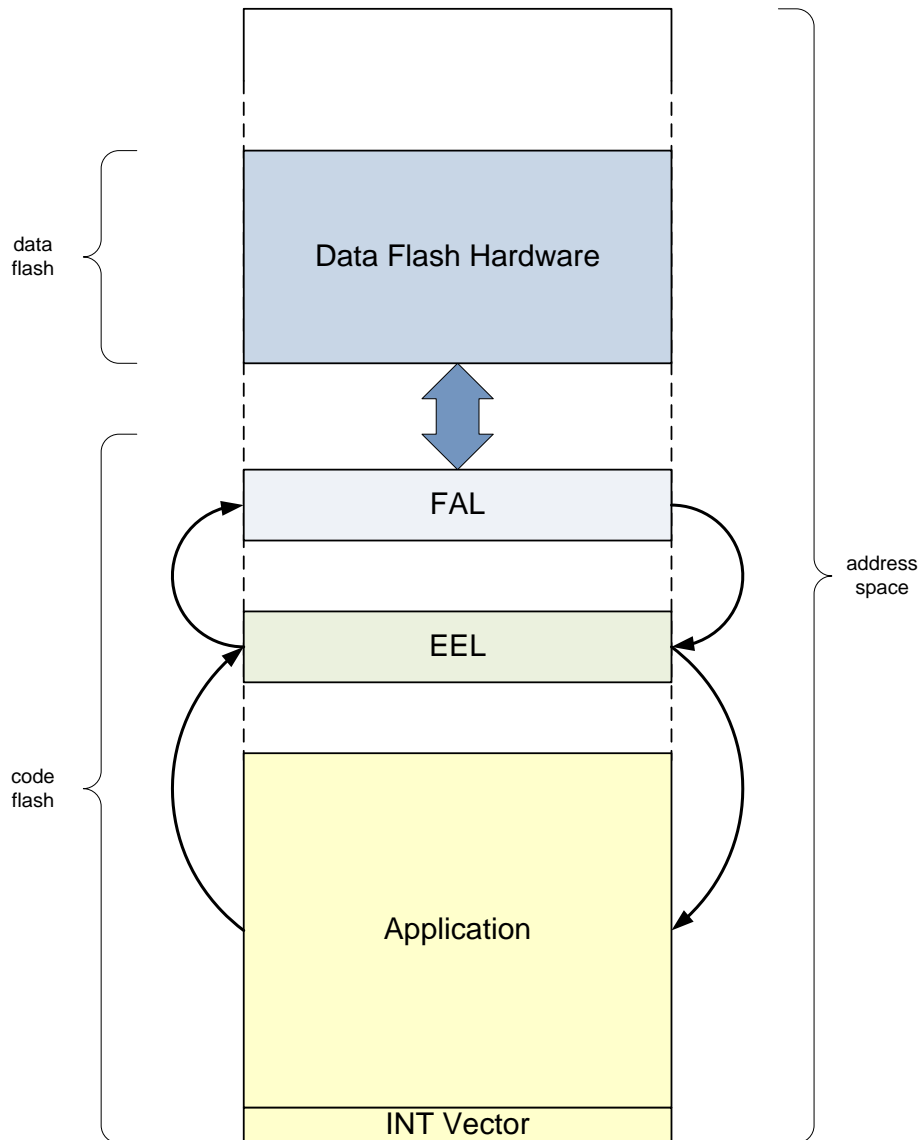 Data Flash Hardware
data
flash
FAL
address
space
EEL
code
flash
Application
INT Vector